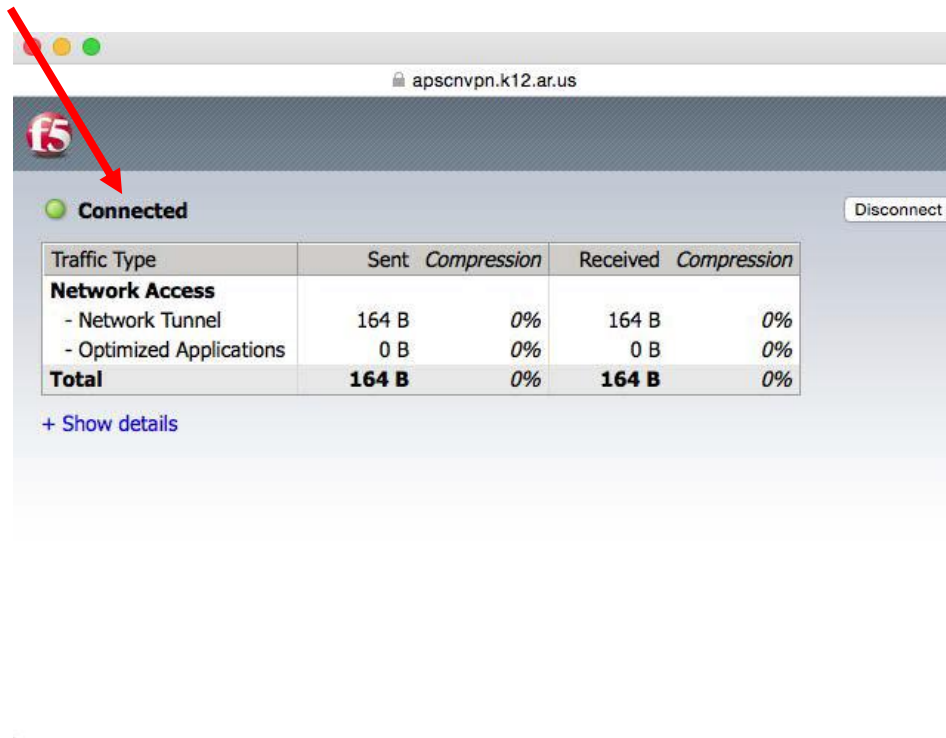 apscnvpn.k12.ar.us
f5
Connected
Disconnect
Traffic Type Sent Compression Received Compression
Network Access
- Network Tunnel 164 B 0% 164 B 0%
- Optimized Applications 0 B 0% 0 B 0%
Total 164 B 0% 164 B 0%
+ Show details